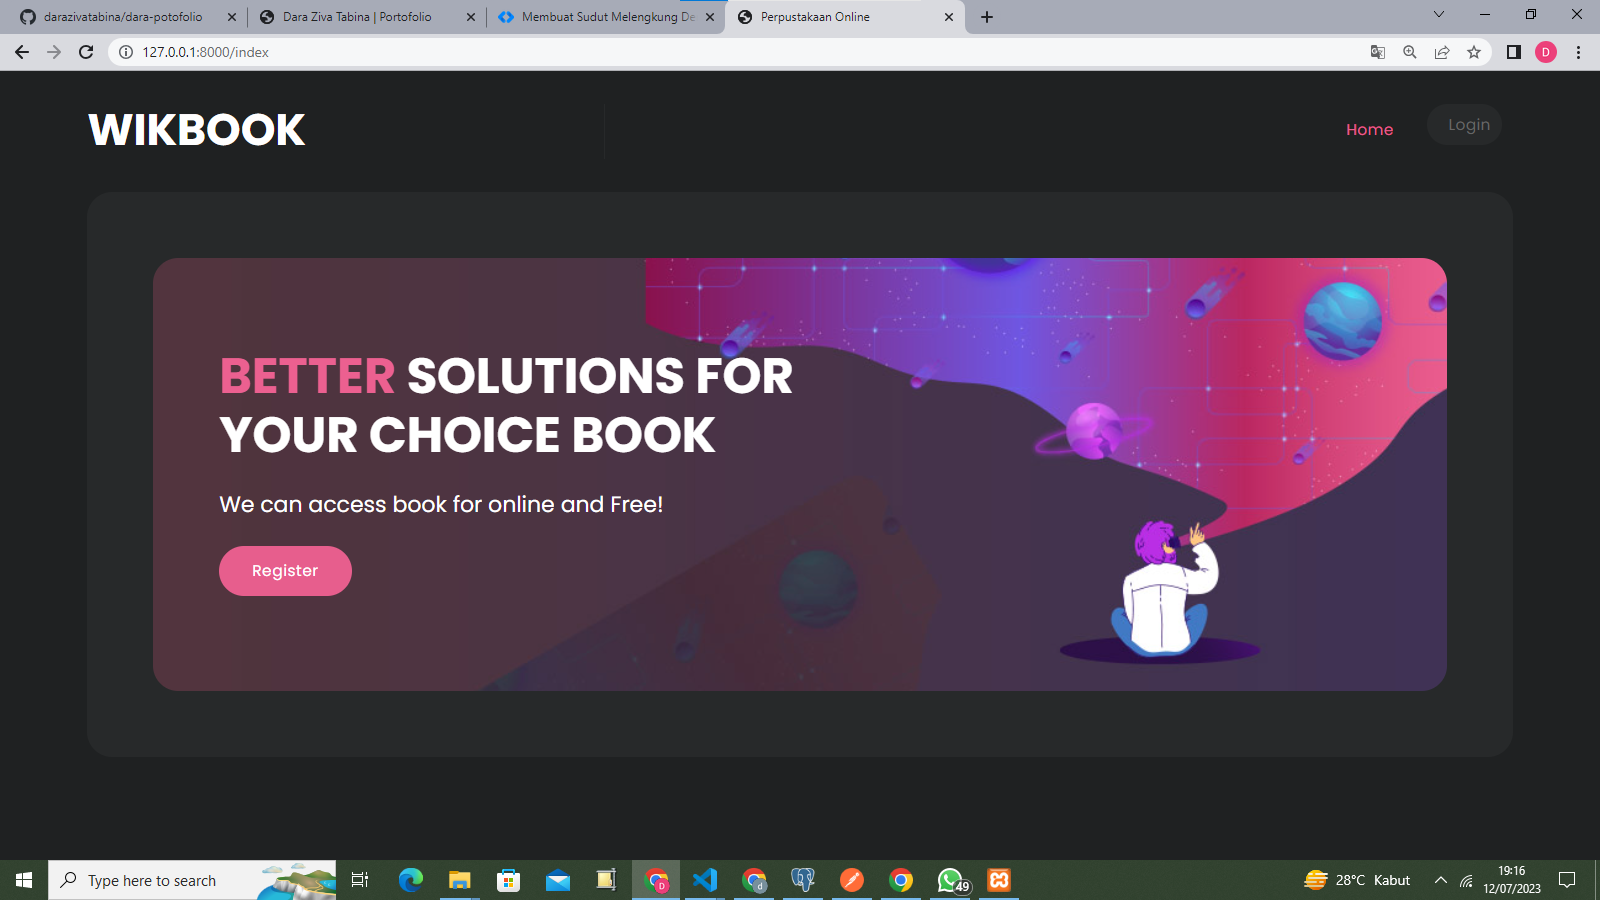 darazivatabina/dara-potofolio
Dara Ziva Tabina | Portofolio
Membuat Sudut Melengkung De
Perpustakaan Online
127.0.0.1:8000/index
D
WIKBOOK
Home
Login
BETTER SOLUTIONS FOR
YOUR CHOICE BOOK
We can access book for online and Free!
Register
Type here to search
D
d
49
28°C Kabut
19:16
12/07/2023